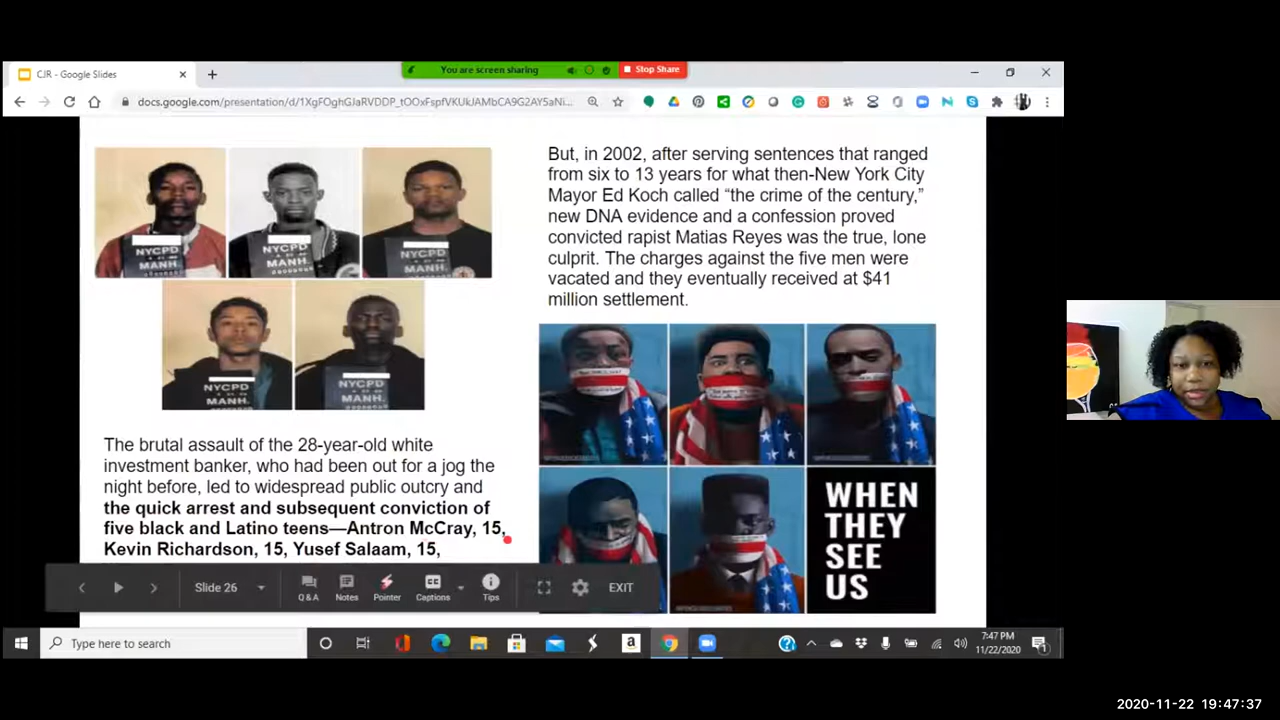 CJR - Google Slides
You are screen sharing
Stop Share
docs.google.com/presentation/d/1XgFOghGJaRVDDP_tOOxFspfVKUkJAMbCA9G2AY5aNi...
NYCPD
MANH.
NYCPD
MANH.
NYCPD
MANH.
NYCPD
MANH.
NYCPD
MANH.
The brutal assault of the 28-year-old white
investment banker, who had been out for a jog the
night before, led to widespread public outcry and
the quick arrest and subsequent conviction of
five black and Latino teens—Antron McCray, 15,
Kevin Richardson, 15, Yusef Salaam, 15,
But, in 2002, after serving sentences that ranged
from six to 13 years for what then-New York City
Mayor Ed Koch called “the crime of the century,”
new DNA evidence and a confession proved
convicted rapist Matias Reyes was the true, lone
culprit. The charges against the five men were
vacated and they eventually received at $41
million settlement.
WHEN
THEY
SEE
US
Slide 26
Q & A
Notes
Pointer
CC
Captions
Tips
EXIT
Type here to search
7:47 PM
11/22/2020
2020-11-22 19:47:37